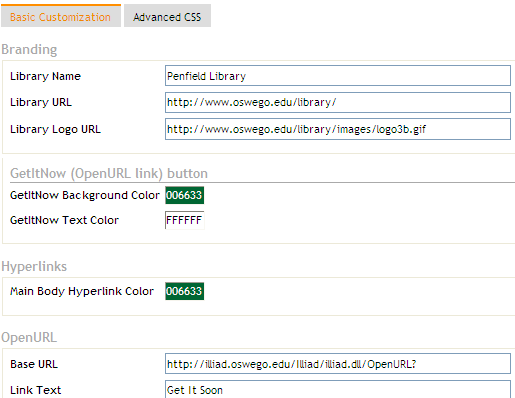 Basic Customization Advanced CSS
Branding
Library Name Penfield Library
Library URL http://www.oswego.edu/library/
Library Logo URL http://www.oswego.edu/library/images/logo3b.gif
GetItNow (OpenURL link) button
GetItNow Background Color 006633
GetItNow Text Color FFFFFF
Hyperlinks
Main Body Hyperlink Color 006633
OpenURL
Base URL http://illiad.oswego.edu/Illiad/illiad.dll/OpenURL?
Link Text Get It Soon